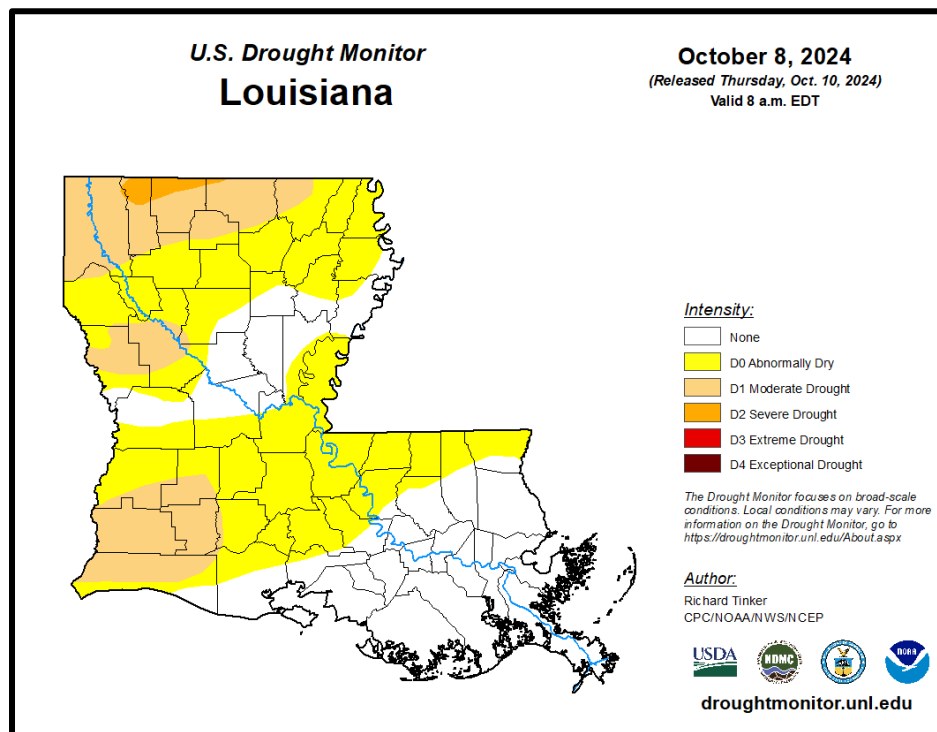 U.S. Drought Monitor
Louisiana
October 8, 2024
(Released Thursday, Oct. 10, 2024)
Valid 8 a.m. EDT
Intensity:
None
D0 Abnormally Dry
D1 Moderate Drought
D2 Severe Drought
D3 Extreme Drought
D4 Exceptional Drought
The Drought Monitor focuses on broad-scale
conditions. Local conditions may vary. For more
information on the Drought Monitor, go to
https://droughtmonitor.unl.edu/About.aspx
Author:
Richard Tinker
CPC/NOAA/NWS/NCEP
USDA
NDMC
NOAA
droughtmonitor.unl.edu